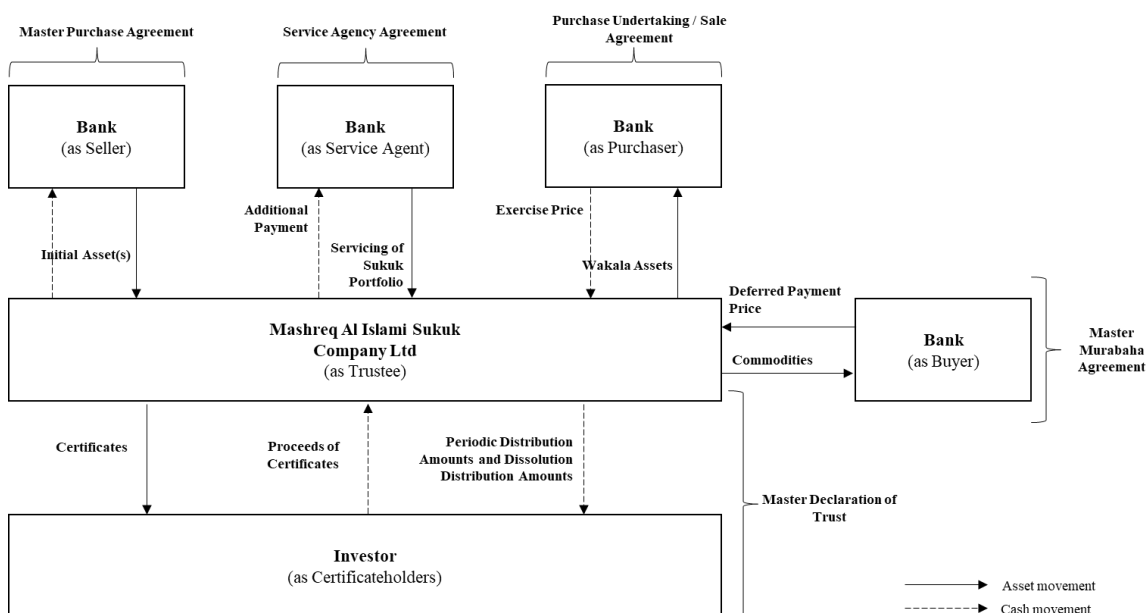 Master Purchase Agreement
Service Agency Agreement
Purchase Undertaking / Sale
Agreement
Bank
(as Seller)
Bank
(as Service Agent)
Bank
(as Purchaser)
Initial Asset(s)
Additional
Payment
Servicing of
Sukuk
Portfolio
Exercise Price
Wakala Assets
Mashreq Al Islami Sukuk
Company Ltd
(as Trustee)
Deferred Payment
Price
Commodities
Bank
(as Buyer)
Master
Murabaha
Agreement
Certificates
Proceeds of
Certificates
Periodic Distribution
Amounts and Dissolution
Distribution Amounts
Master Declaration of
Trust
Investor
(as Certificateholders)
Asset movement
Cash movement